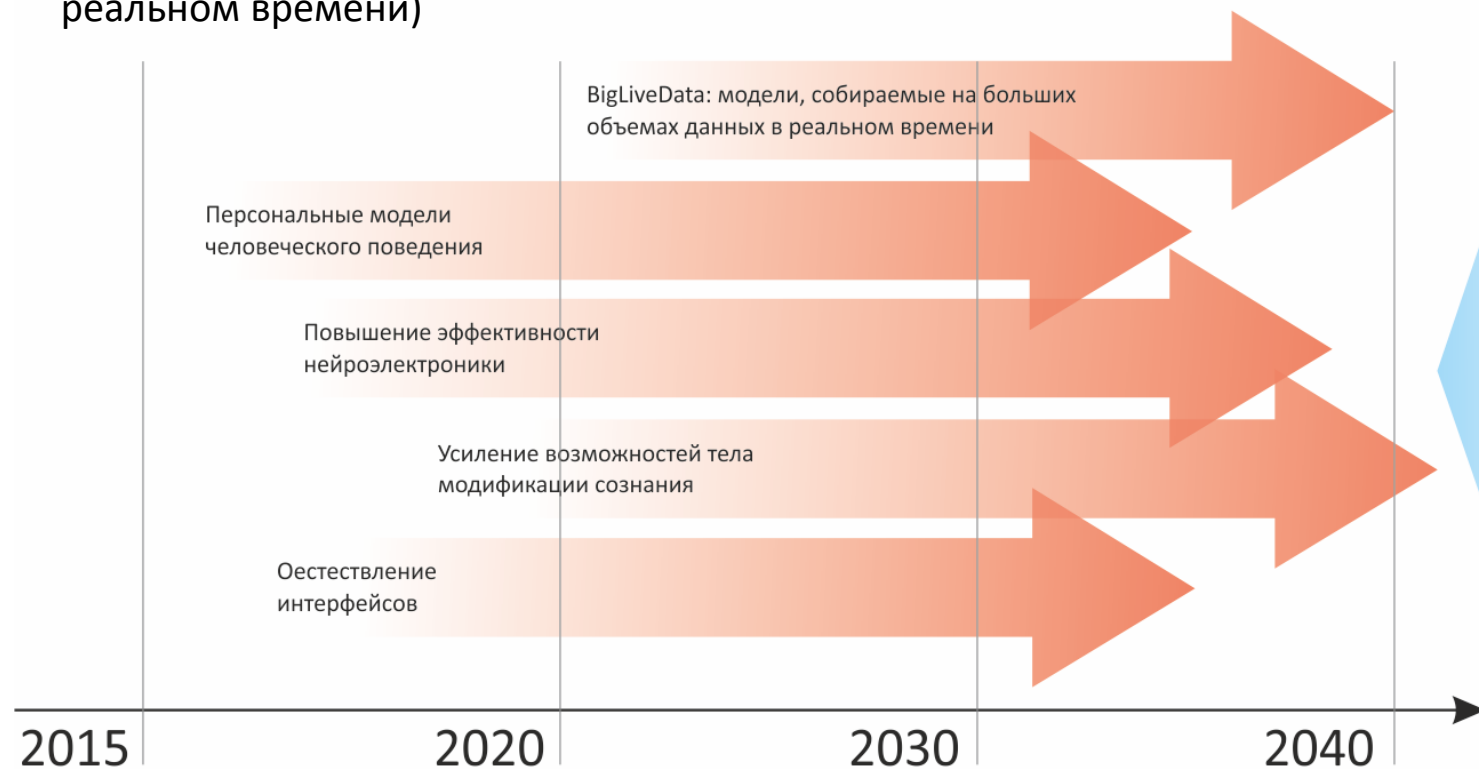 реальном времени)
BigLiveData: модели, собираемые на больших
объемах данных в реальном времени
Персональные модели
человеческого поведения
Повышение эффективности
нейроэлектроники
Усиление возможностей тела
модификации сознания
Оестествление
интерфейсов
2015 2020 2030 2040